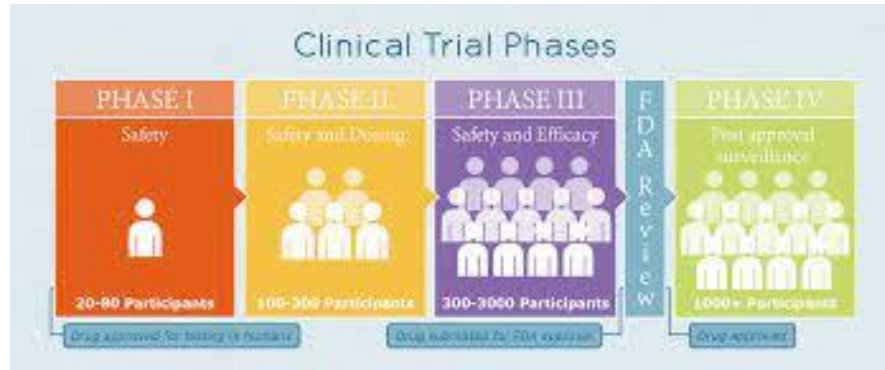 Clinical Trial Phases
PHASE I
Safety
20-80 Participants
PHASE II
Safety and Dosing
100-300 Participants
PHASE III
Safety and Efficacy
300-3000 Participants
FDA Review
PHASE IV
Post approval
surveillance
1000+ Participants
Drug approved for testing in humans
Drug submitted for FDA approval
Drug approved